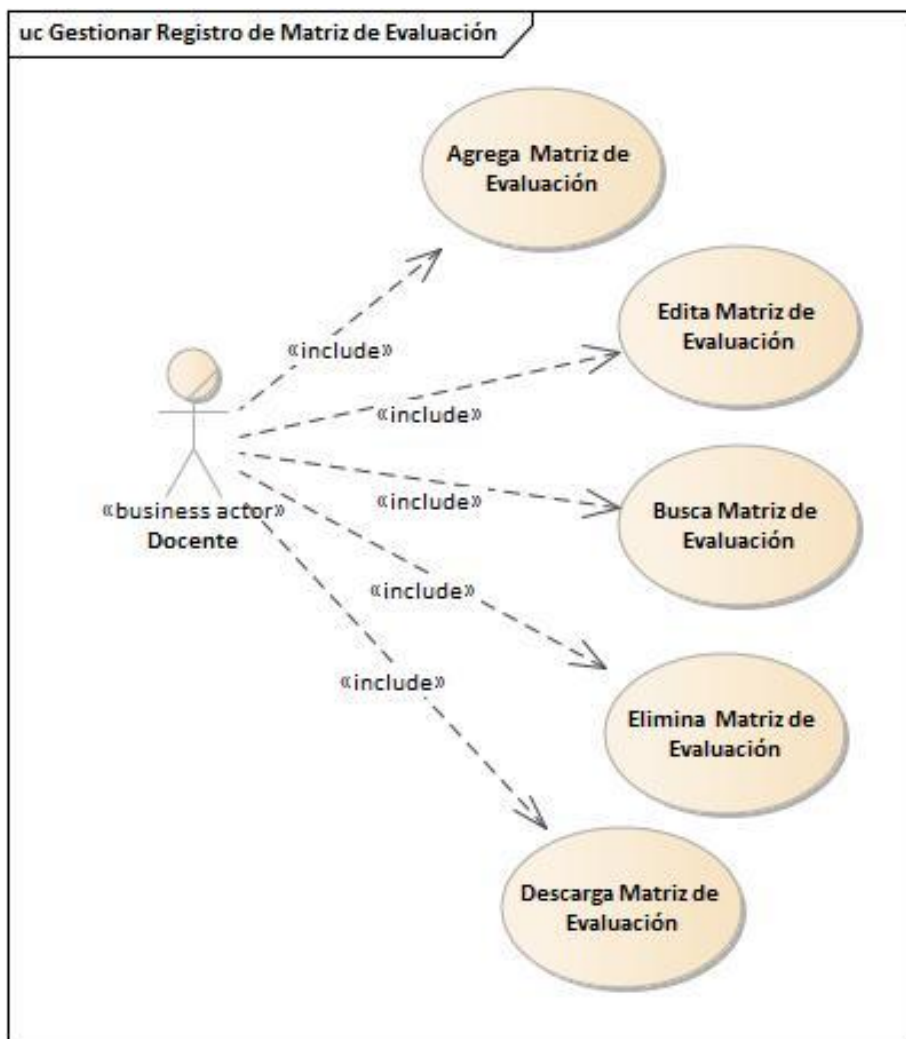 uc Gestionar Registro de Matriz de Evaluación
Agrega Matriz de
Evaluación
Edita Matriz de
Evaluación
«include»
«include»
«include»
Busca Matriz de
Evaluación
«business actor»
Docente
«include»
«include»
Elimina Matriz de
Evaluación
Descarga Matriz de
Evaluación